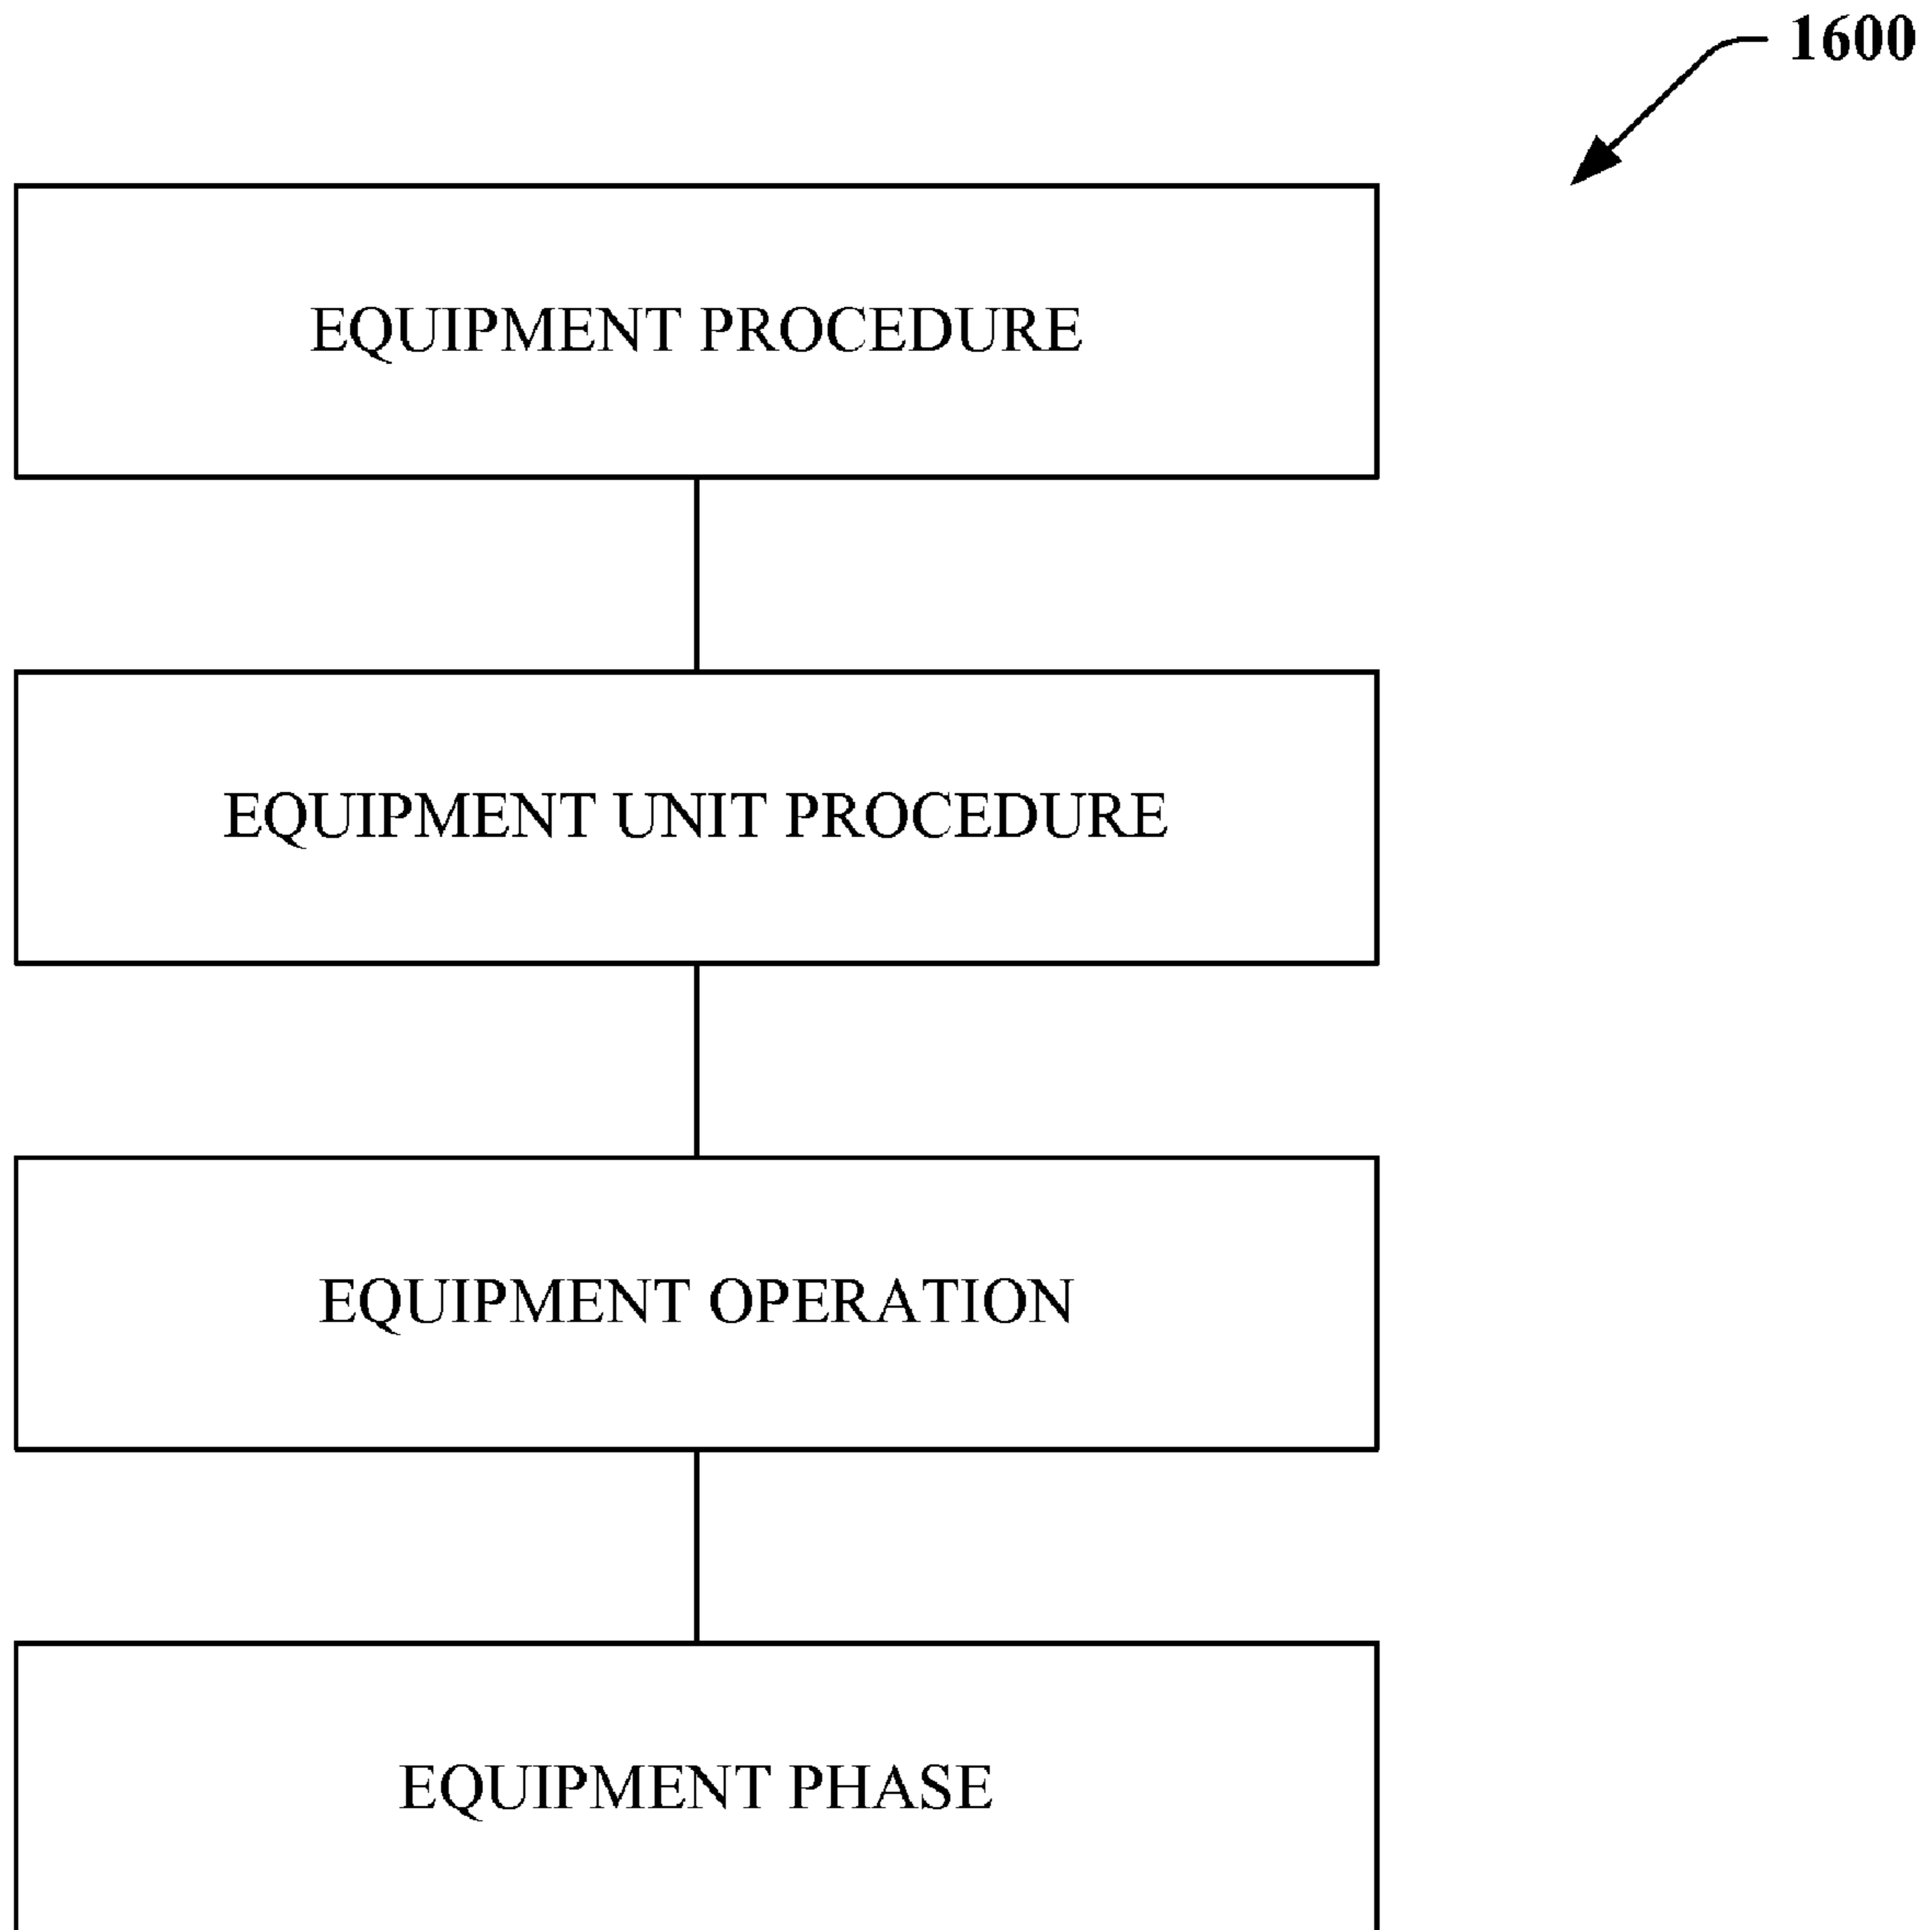 1600
EQUIPMENT PROCEDURE
EQUIPMENT UNIT PROCEDURE
EQUIPMENT OPERATION
EQUIPMENT PHASE